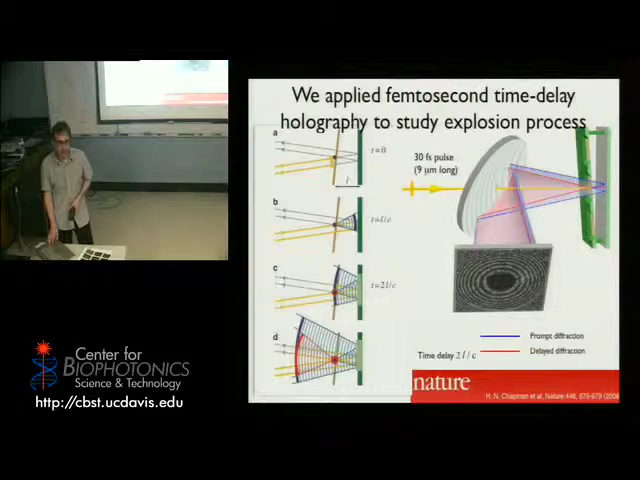 We applied femtosecond time-delay
holography to study explosion process
a
t=0
30 fs pulse
(9 µm long)
l
b
t=l/c
c
t=2l/c
d
Prompt diffraction
Time delay 2l/c
Delayed diffraction
nature
H. N. Chapman et al, Nature 448, 676-679
Center for
BIOPHOTONICS
Science & Technology
http://cbst.ucdavis.edu